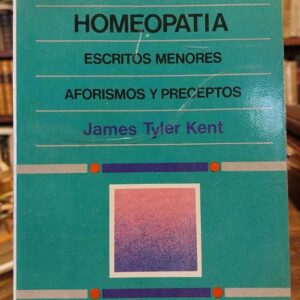 HOMEOPATIA
ESCRITOS MENORES
AFORISMOS Y PRECEPTOS
James Tyler Kent